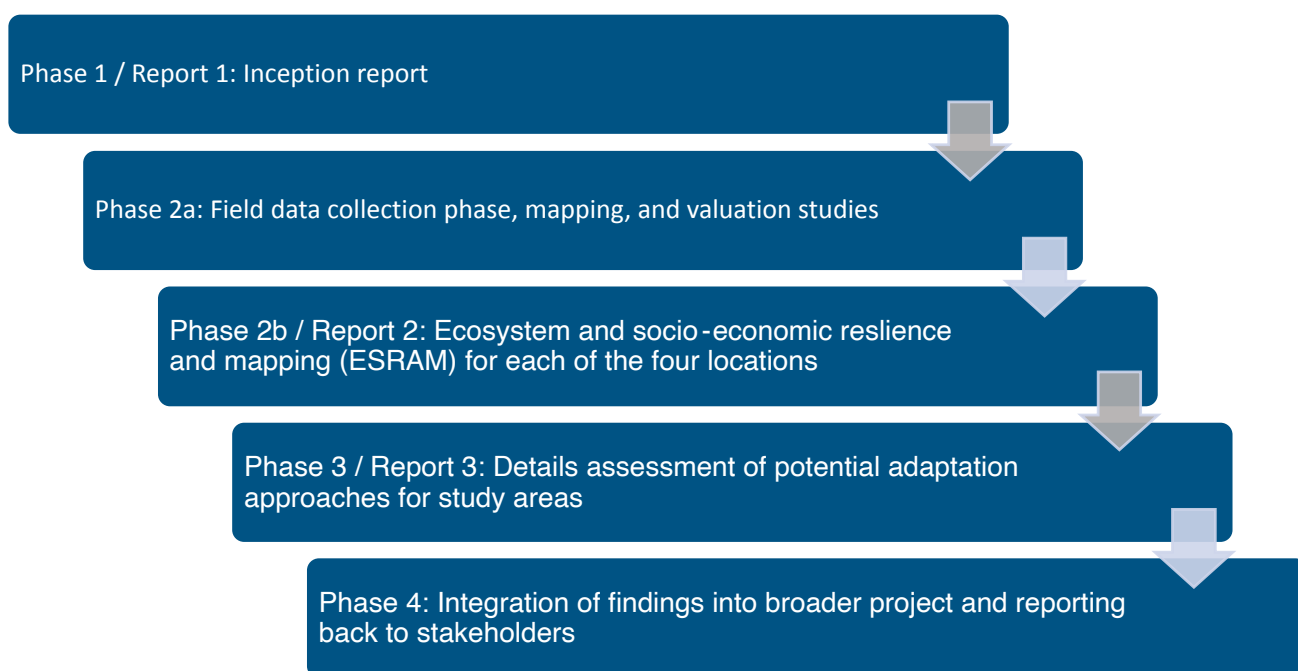 Phase 1 / Report 1: Inception report
Phase 2a: Field data collection phase, mapping, and valuation studies
Phase 2b / Report 2: Ecosystem and socio-economic reslience
and mapping (ESRAM) for each of the four locations
Phase 3 / Report 3: Details assessment of potential adaptation
approaches for study areas
Phase 4: Integration of findings into broader project and reporting
back to stakeholders